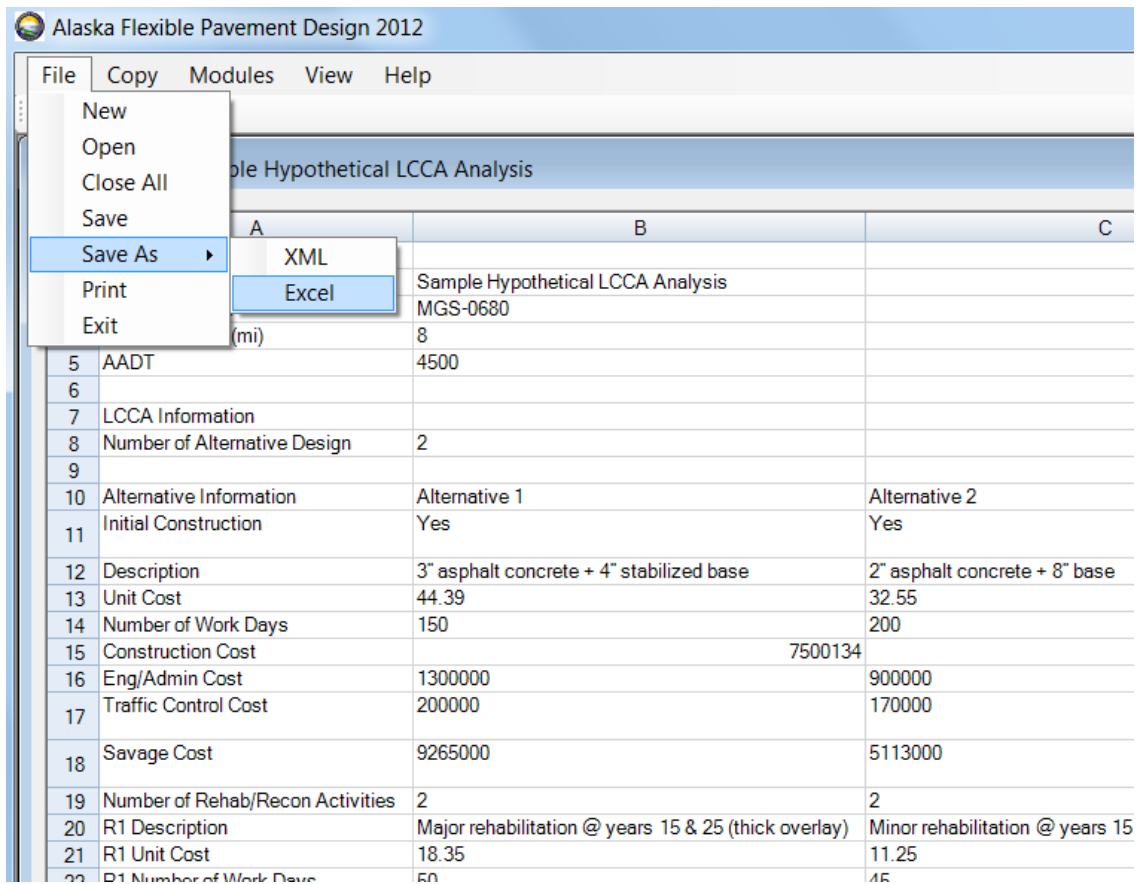 Alaska Flexible Pavement Design 2012
File Copy Modules View Help
New
Open
Close All
Save
Save As
Print
Exit
XML
Excel
Hypothetical LCCA Analysis
A B C
Sample Hypothetical LCCA Analysis
MGS-0680
(mi) 8
5 AADT 4500
6
7 LCCA Information
8 Number of Alternative Design 2
9
10 Alternative Information Alternative 1 Alternative 2
11 Initial Construction Yes Yes
12 Description 3" asphalt concrete + 4" stabilized base 2" asphalt concrete + 8" base
13 Unit Cost 44.39 32.55
14 Number of Work Days 150 200
15 Construction Cost 7500134
16 Eng/Admin Cost 1300000 900000
17 Traffic Control Cost 200000 170000
18 Savage Cost 9265000 5113000
19 Number of Rehab/Recon Activities 2 2
20 R1 Description Major rehabilitation @ years 15 & 25 (thick overlay) Minor rehabilitation @ years 15
21 R1 Unit Cost 18.35 11.25
22 R1 Number of Work Days 50 45